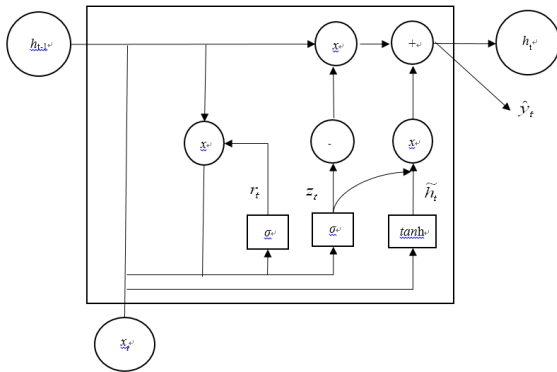 h_{t-1}
x
+
h_t
ŷ_t
x
-
x
r_t
z_t
h̃_t
σ
σ
tanh
x_t